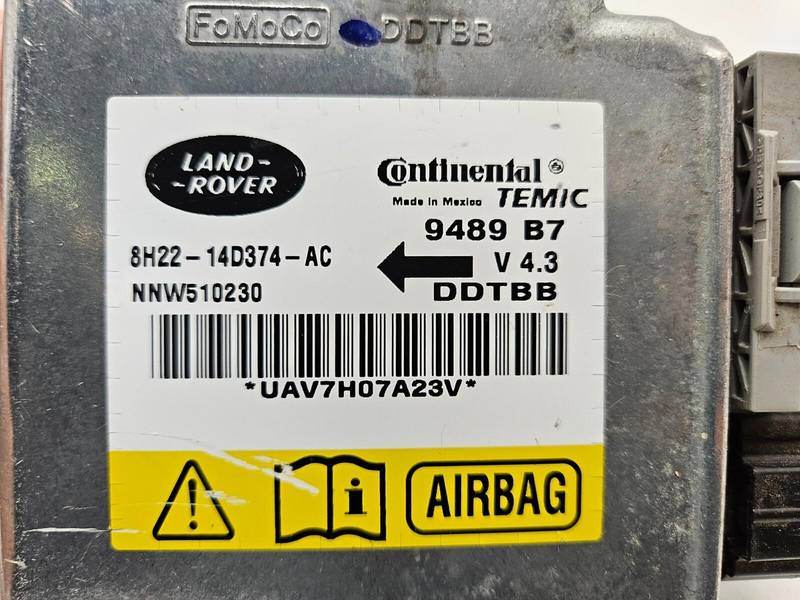 FoMoCo DDTBB
LAND-
-ROVER
Continental
Made in Mexico TEMIC
9489 B7
8H22-14D374-AC V 4.3
NNW510230 DDTBB
*UAV7H07A23V*
i AIRBAG